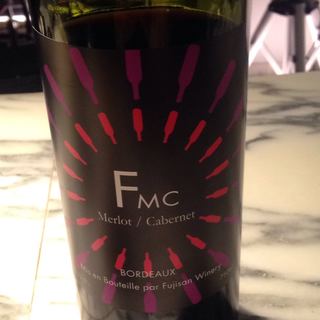 FMC
Merlot / Cabernet
BORDEAUX
Mis en Bouteille par Fujisan Winery